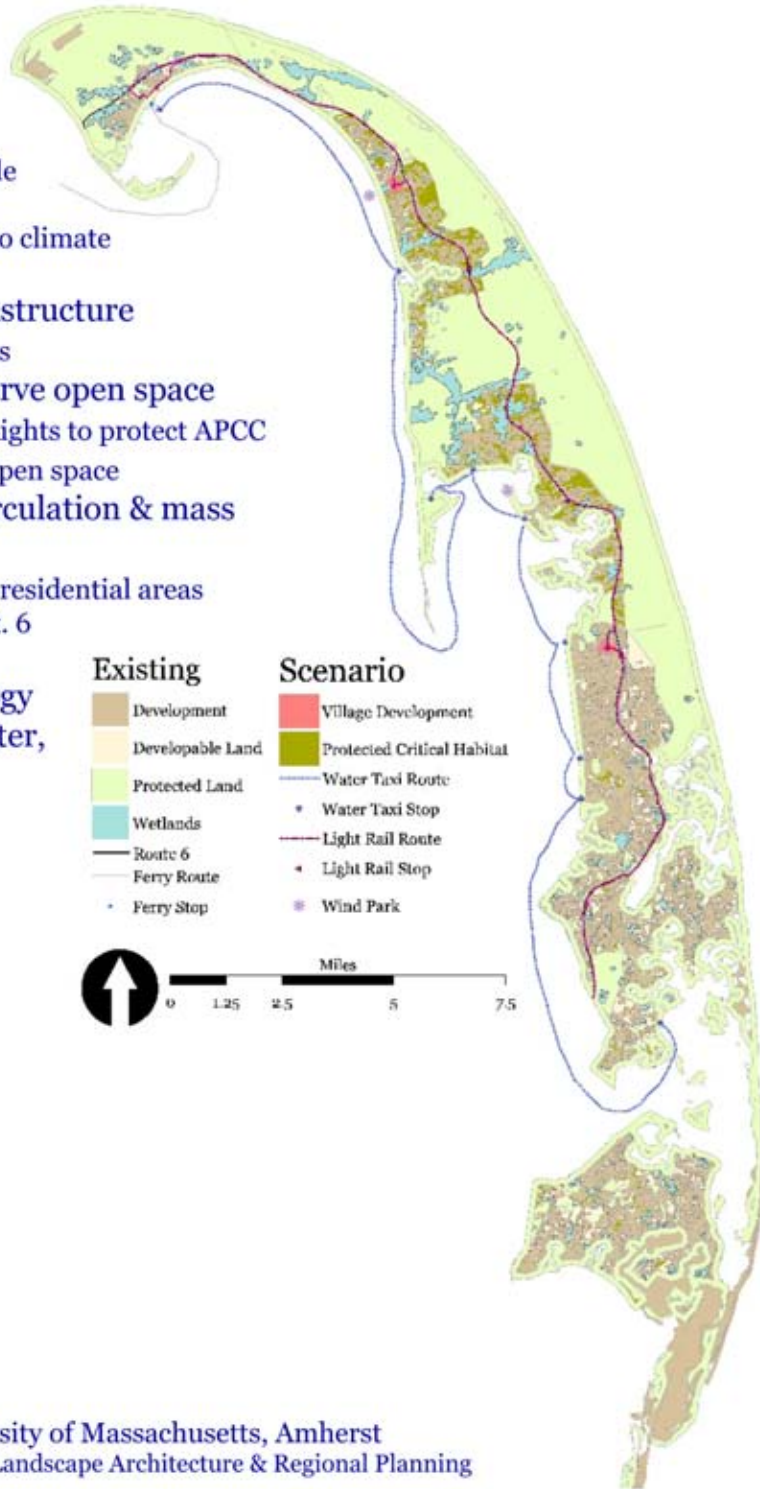 le
o climate
structure
s
rve open space
ights to protect APCC
pen space
rculation & mass
residential areas
. 6
gy
ter,
Existing
Development
Developable Land
Protected Land
Wetlands
Route 6
Ferry Route
Ferry Stop
Scenario
Village Development
Protected Critical Habitat
Water Taxi Route
Water Taxi Stop
Light Rail Route
Light Rail Stop
Wind Park
Miles
0 1.25 2.5 5 7.5
sity of Massachusetts, Amherst
Landscape Architecture & Regional Planning